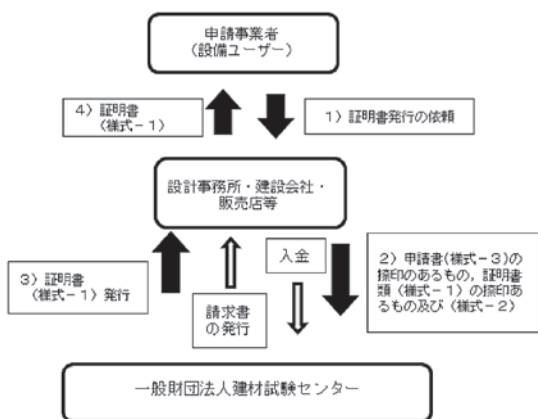 申請事業者
(設備ユーザー)
4)証明書
(様式-1)
1)証明書発行の依頼
設計事務所・建設会社・
販売店等
入金
2)申請書(様式-3)の
捺印のあるもの,証明書
類(様式-1)の捺印あ
るもの及び(様式-2)
3)証明書
(様式-1)発行
請求書
の発行
一般財団法人建材試験センター